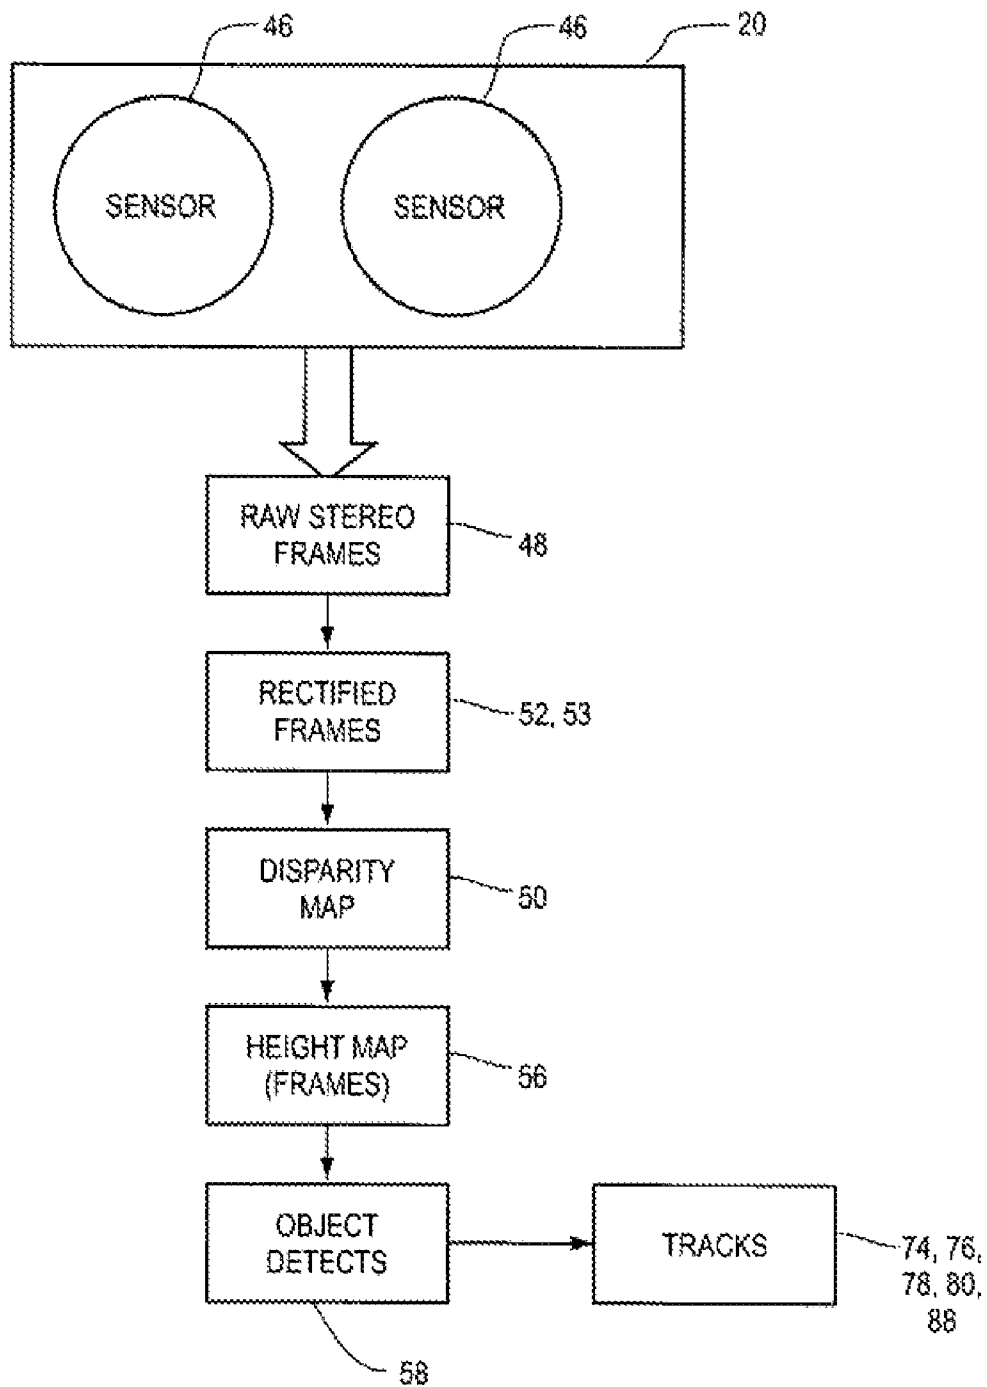 46
46
20
SENSOR
SENSOR
RAW STEREO
FRAMES
48
RECTIFIED
FRAMES
52, 53
DISPARITY
MAP
50
HEIGHT MAP
(FRAMES)
56
OBJECT
DETECTS
TRACKS
74, 76,
78, 80,
88
58